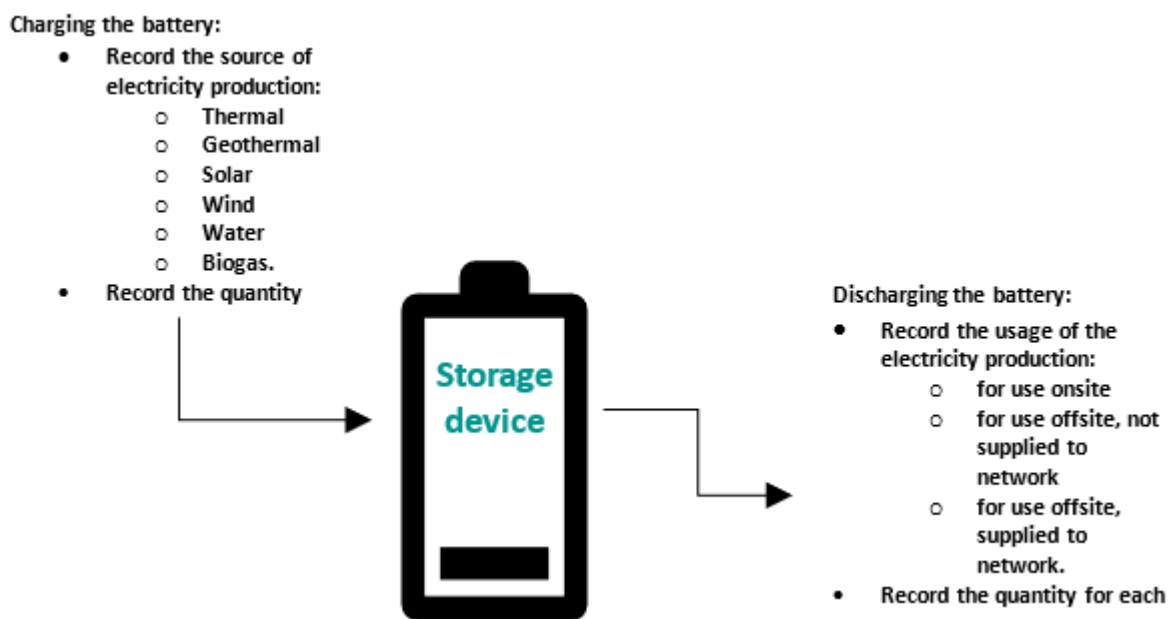 Charging the battery:
• Record the source of
electricity production:
o Thermal
o Geothermal
o Solar
o Wind
o Water
o Biogas.
• Record the quantity
Storage
device
Discharging the battery:
• Record the usage of the
electricity production:
o for use onsite
o for use offsite, not
supplied to
network
o for use offsite,
supplied to
network.
• Record the quantity for each